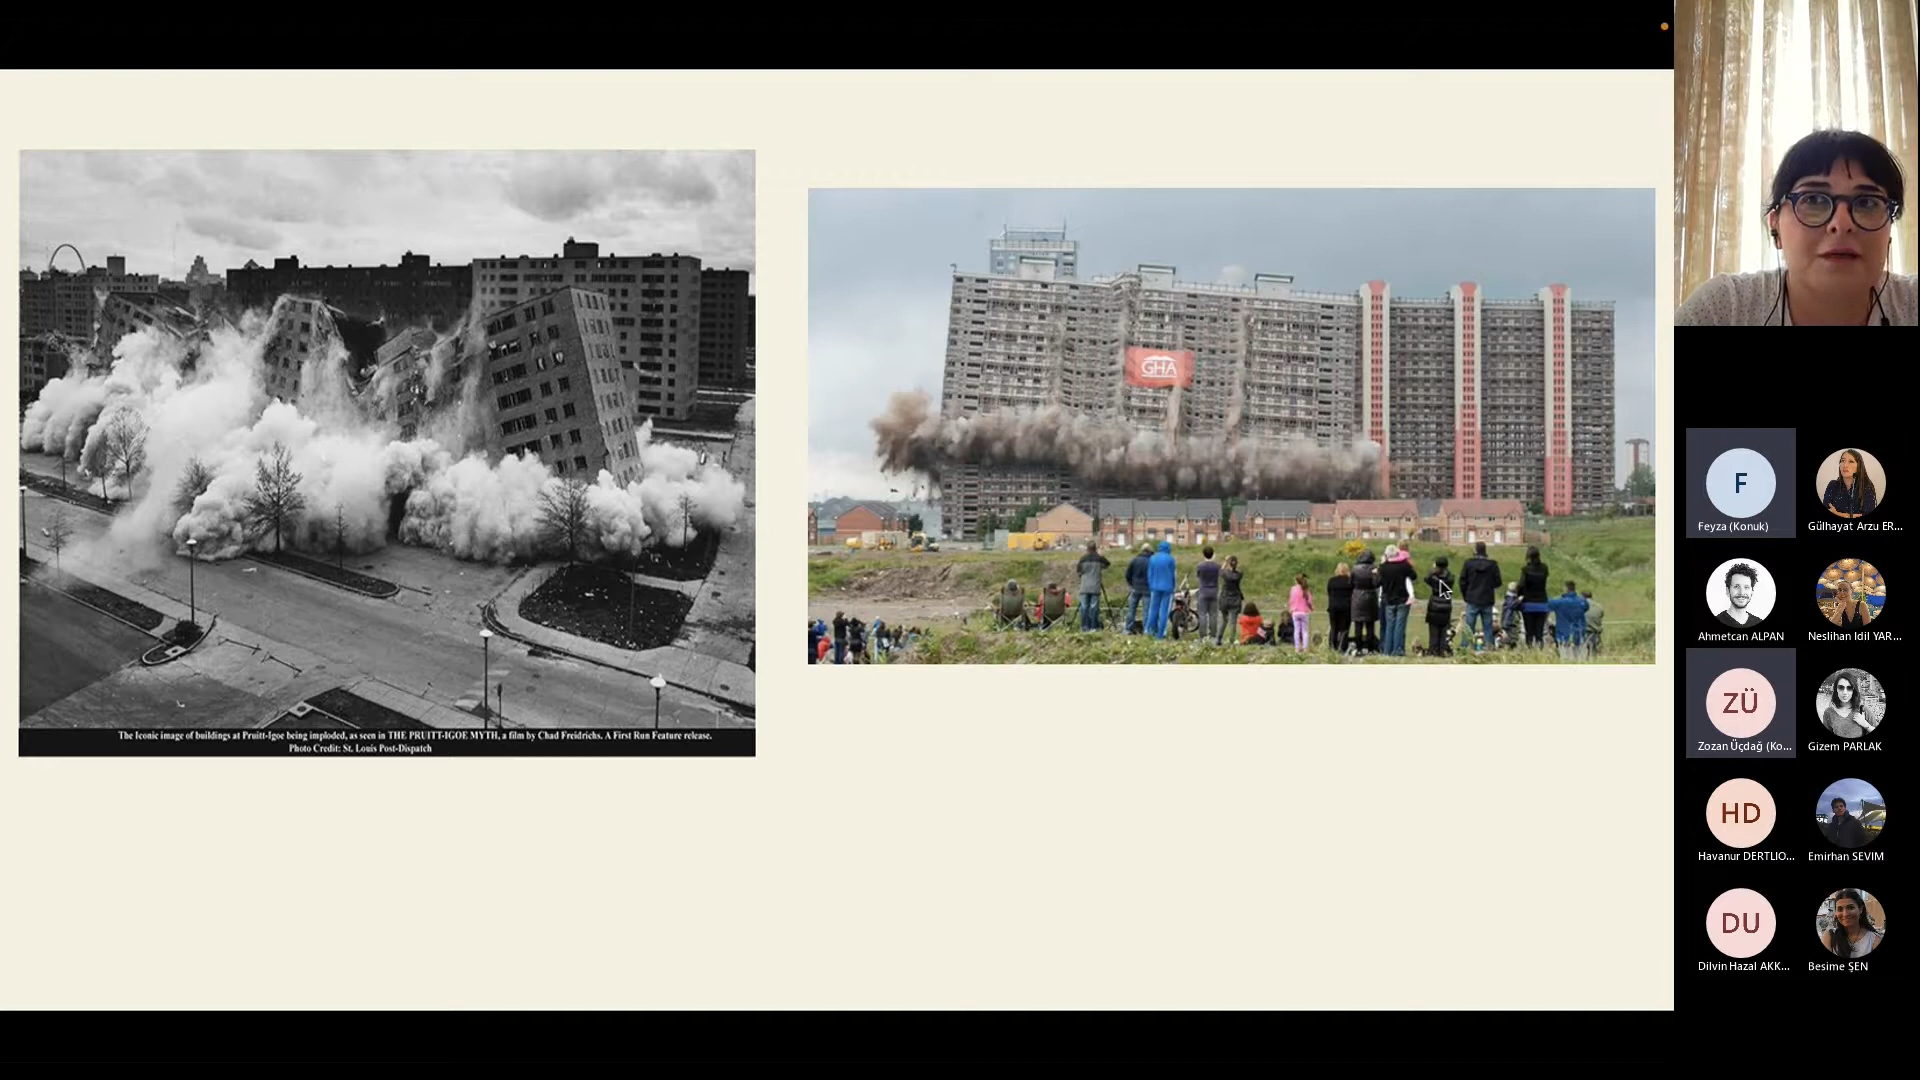 GHA
The Iconic image of buildings at Pruitt-Igoe being imploded, as seen in THE PRUITT-IGOE MYTH, a film by Chad Freidrichs. A First Run Feature release.
Photo Credit: St. Louis Post-Dispatch
F
Feyza (Konuk)
Gülhayat Arzu ER...
Ahmetcan ALPAN
Neslihan Idil YAR...
ZÜ
Zozan Üçdağ (Ko...
Gizem PARLAK
HD
Havanur DERTLIO...
Emirhan SEVIM
DU
Dilvin Hazal AKK...
Besime ŞEN